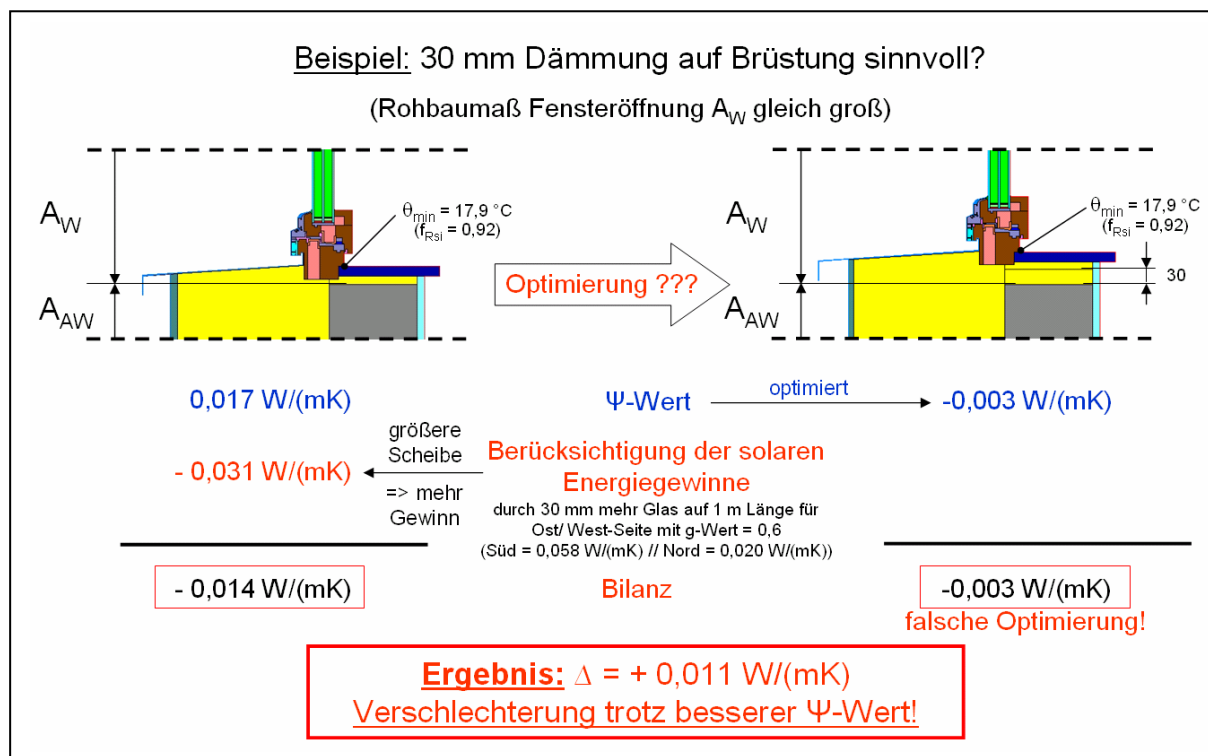 Beispiel: 30 mm Dämmung auf Brüstung sinnvoll?
(Rohbaumaß Fensteröffnung A_W gleich groß)
A_W
θ_min = 17,9 °C
(f_Rsi = 0,92)
A_AW
Optimierung ???
A_W
θ_min = 17,9 °C
(f_Rsi = 0,92)
30
A_AW
0,017 W/(mK)
Ψ-Wert
optimiert
-0,003 W/(mK)
größere
Scheibe
=> mehr
Gewinn
- 0,031 W/(mK)
Berücksichtigung der solaren
Energiegewinne
durch 30 mm mehr Glas auf 1 m Länge für
Ost/ West-Seite mit g-Wert = 0,6
(Süd = 0,058 W/(mK) // Nord = 0,020 W/(mK))
- 0,014 W/(mK)
Bilanz
-0,003 W/(mK)
falsche Optimierung!
Ergebnis: Δ = + 0,011 W/(mK)
Verschlechterung trotz besserer Ψ-Wert!